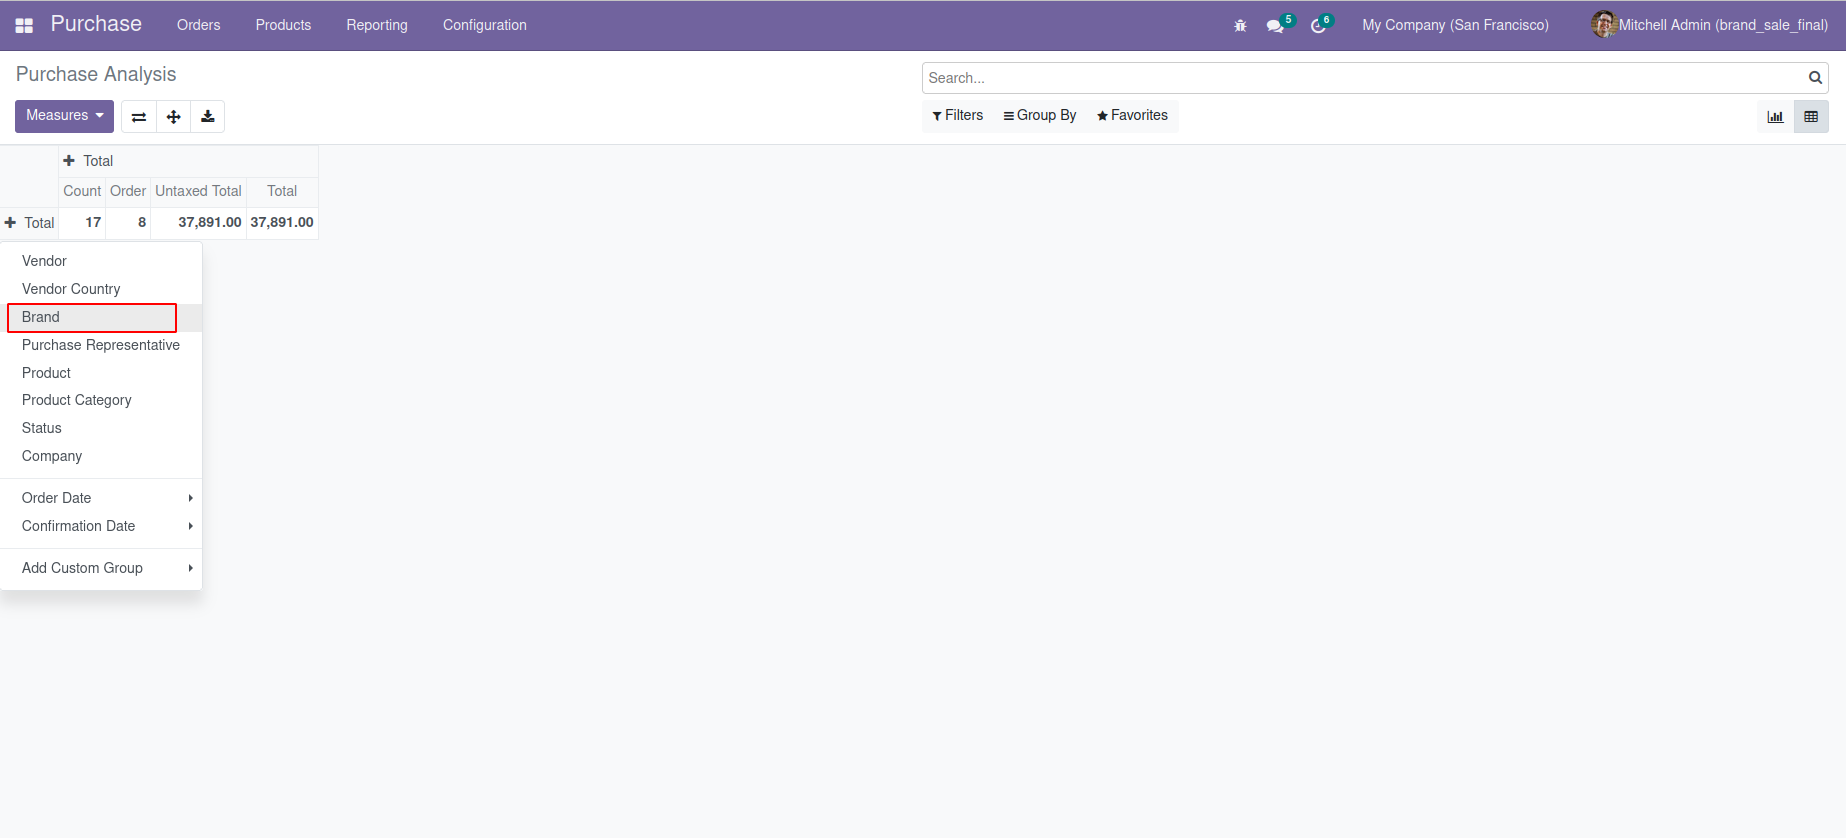 Purchase Orders Products Reporting Configuration 5 6 My Company (San Francisco) Mitchell Admin (brand_sale_final)
Purchase Analysis Search...
Measures Filters Group By Favorites
Total
Count Order Untaxed Total Total
Total 17 8 37,891.00 37,891.00
Vendor
Vendor Country
Brand
Purchase Representative
Product
Product Category
Status
Company
Order Date
Confirmation Date
Add Custom Group